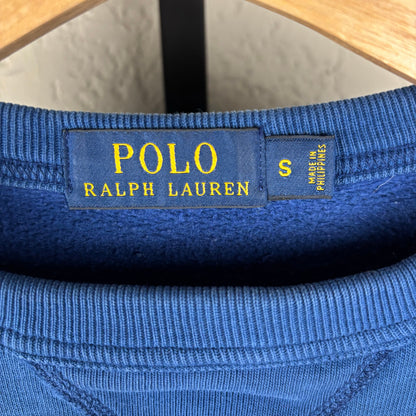 POLO
RALPH LAUREN
S
MADE IN
PHILIPPINES